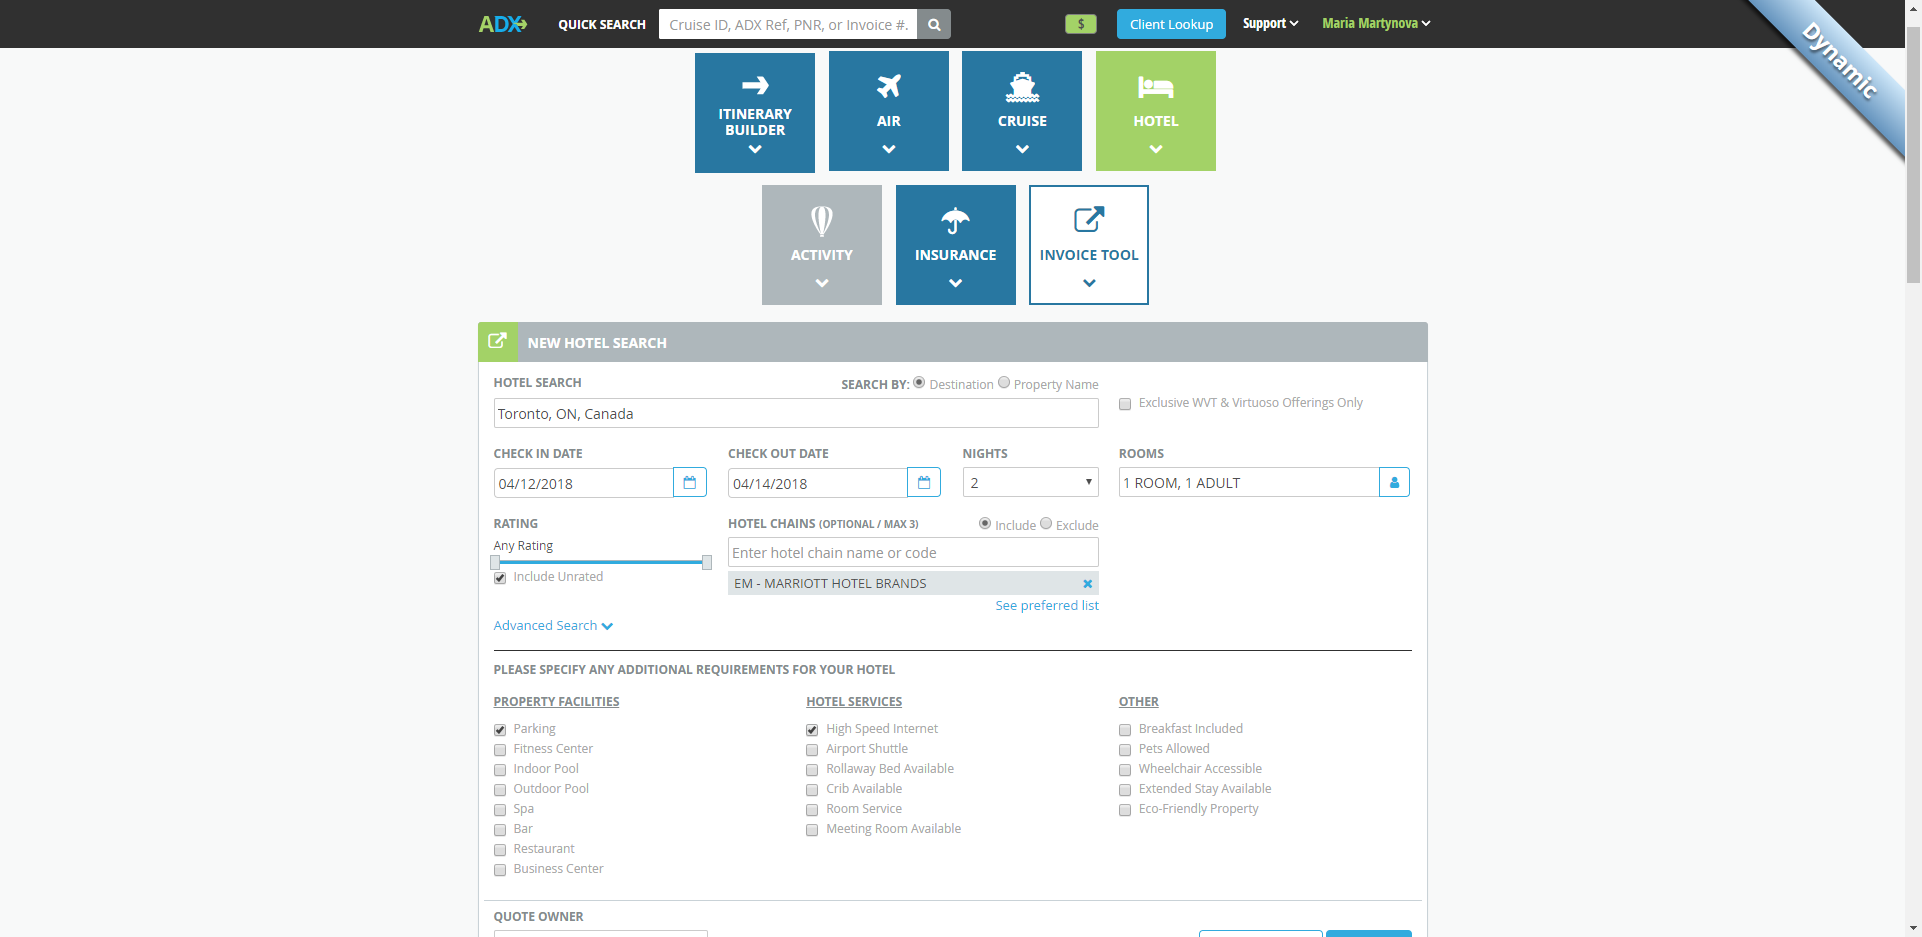 ADX QUICK SEARCH Cruise ID, ADX Ref, PNR, or Invoice #. $ Client Lookup Support Maria Martynova
Dynamic
ITINERARY
BUILDER
AIR
CRUISE
HOTEL
ACTIVITY
INSURANCE
INVOICE TOOL
NEW HOTEL SEARCH
HOTEL SEARCH SEARCH BY: Destination Property Name
Toronto, ON, Canada
Exclusive WVT & Virtuoso Offerings Only
CHECK IN DATE CHECK OUT DATE NIGHTS ROOMS
04/12/2018 04/14/2018 2 1 ROOM, 1 ADULT
RATING HOTEL CHAINS (OPTIONAL / MAX 3) Include Exclude
Any Rating
Enter hotel chain name or code
Include Unrated
EM - MARRIOTT HOTEL BRANDS
See preferred list
Advanced Search
PLEASE SPECIFY ANY ADDITIONAL REQUIREMENTS FOR YOUR HOTEL
PROPERTY FACILITIES HOTEL SERVICES OTHER
Parking High Speed Internet Breakfast Included
Fitness Center Airport Shuttle Pets Allowed
Indoor Pool Rollaway Bed Available Wheelchair Accessible
Outdoor Pool Crib Available Extended Stay Available
Spa Room Service Eco-Friendly Property
Bar Meeting Room Available
Restaurant
Business Center
QUOTE OWNER